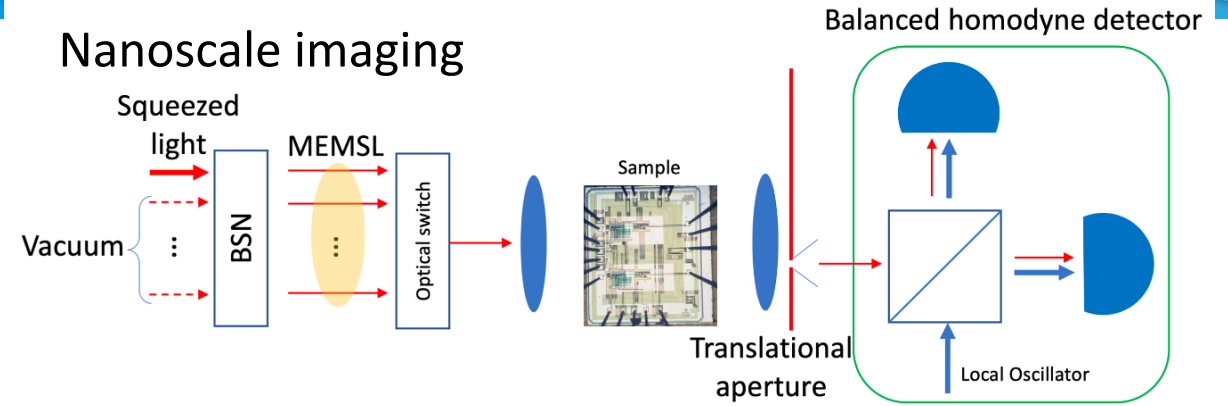 Nanoscale imaging
Balanced homodyne detector
Squeezed
light
MEMSL
Vacuum
...
BSN
...
Optical switch
Sample
Translational
aperture
Local Oscillator